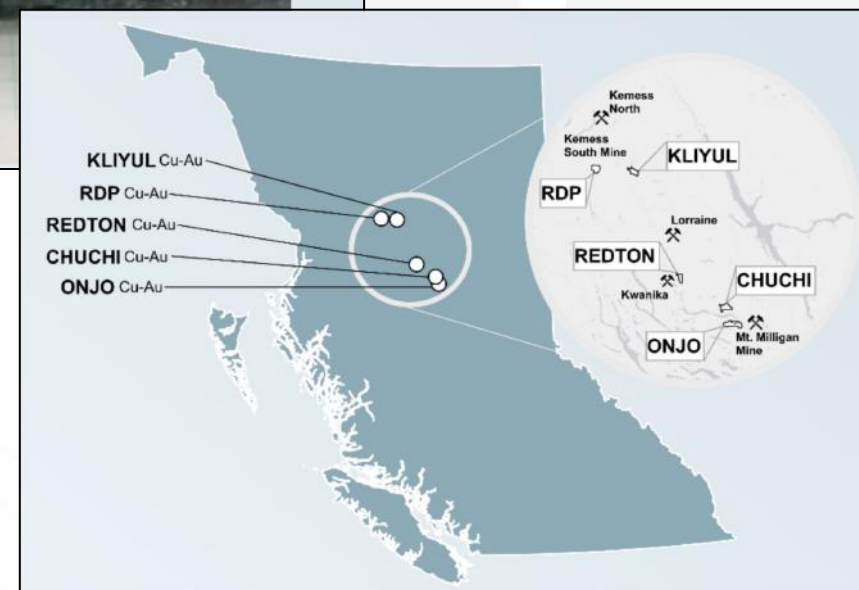 KLIYUL Cu-Au
RDP Cu-Au
REDTON Cu-Au
CHUCHI Cu-Au
ONJO Cu-Au
Kemess
North
Kemess
South Mine
KLIYUL
RDP
Lorraine
REDTON
Kwanika
CHUCHI
ONJO
Mt. Milligan
Mine